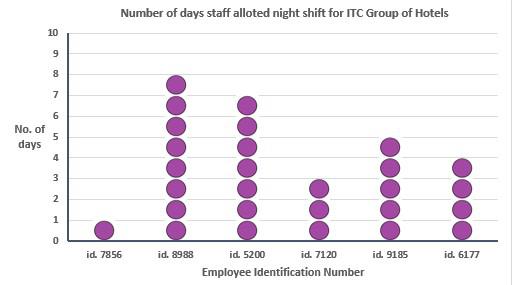 Number of days staff alloted night shift for ITC Group of Hotels
10
9
8
7
6
5
4
3
2
1
0
No. of
days
id. 7856 id. 8988 id. 5200 id. 7120 id. 9185 id. 6177
Employee Identification Number